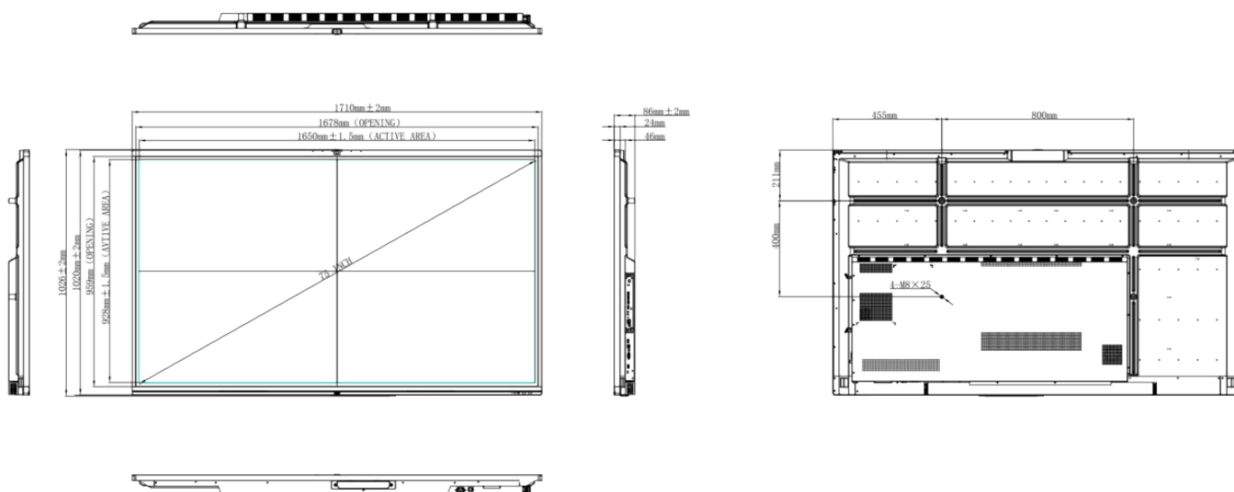 1710mm±2mm
1678mm (OPENING)
1650mm±1.5mm (ACTIVE AREA)
86mm±2mm
24mm
46mm
455mm
800mm
1026±2mm
1020mm±2mm
959mm (OPENING)
928mm±1.5mm (AVTIVE AREA)
75 INCH
211mm
400mm
4-M8×25